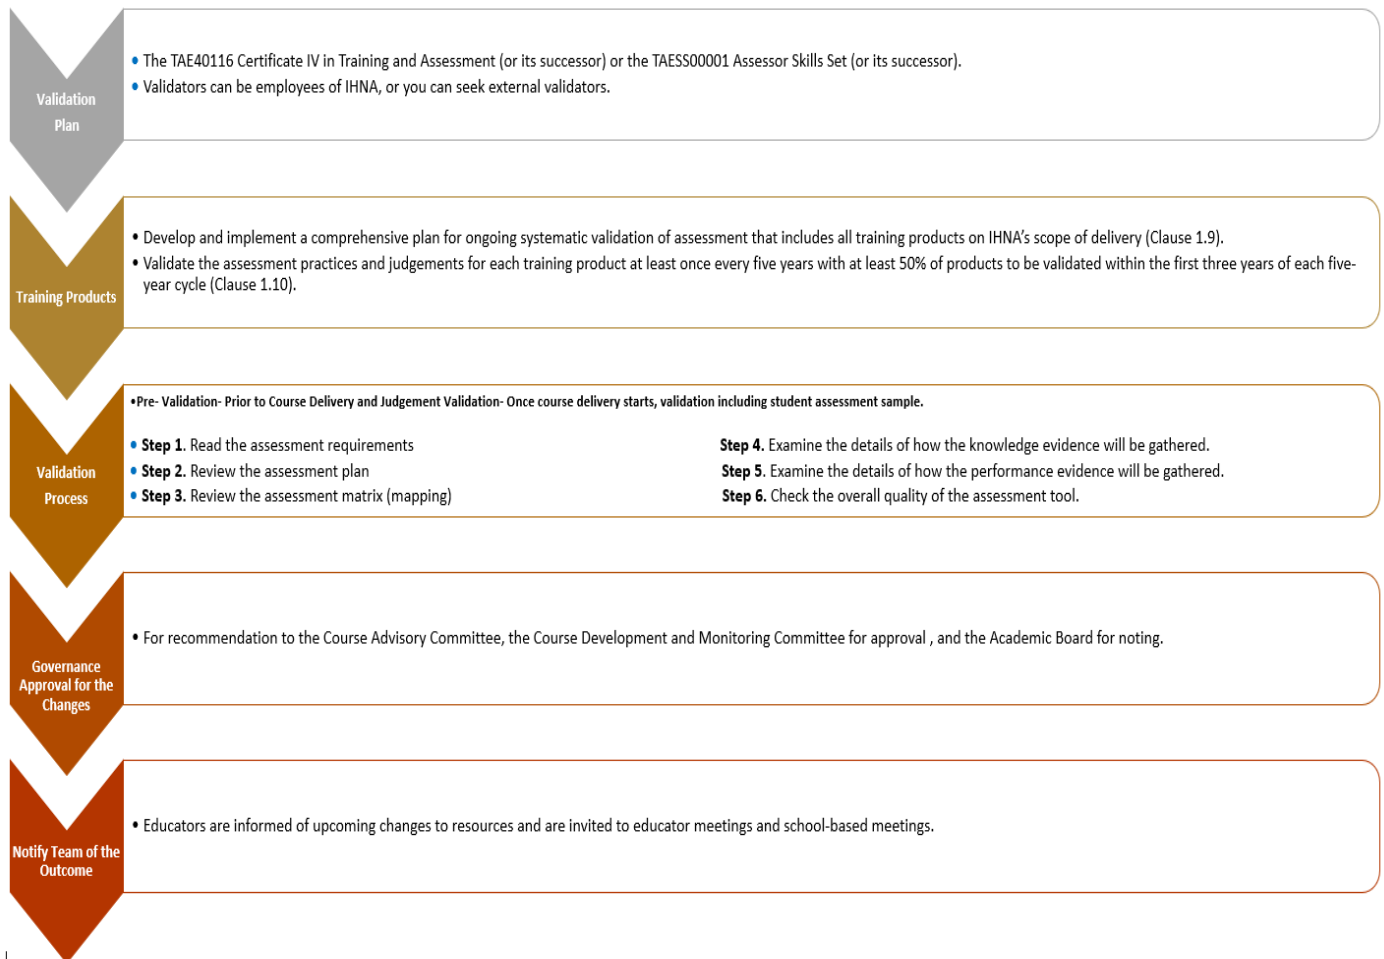 Validation
Plan
• The TAE40116 Certificate IV in Training and Assessment (or its successor) or the TAESS00001 Assessor Skills Set (or its successor).
• Validators can be employees of IHNA, or you can seek external validators.
Training Products
• Develop and implement a comprehensive plan for ongoing systematic validation of assessment that includes all training products on IHNA’s scope of delivery (Clause 1.9).
• Validate the assessment practices and judgements for each training product at least once every five years with at least 50% of products to be validated within the first three years of each five-
year cycle (Clause 1.10).
Validation
Process
•Pre- Validation- Prior to Course Delivery and Judgement Validation- Once course delivery starts, validation including student assessment sample.
• Step 1. Read the assessment requirements
• Step 2. Review the assessment plan
• Step 3. Review the assessment matrix (mapping)
Step 4. Examine the details of how the knowledge evidence will be gathered.
Step 5. Examine the details of how the performance evidence will be gathered.
Step 6. Check the overall quality of the assessment tool.
Governance
Approval for the
Changes
• For recommendation to the Course Advisory Committee, the Course Development and Monitoring Committee for approval , and the Academic Board for noting.
Notify Team of the
Outcome
• Educators are informed of upcoming changes to resources and are invited to educator meetings and school-based meetings.